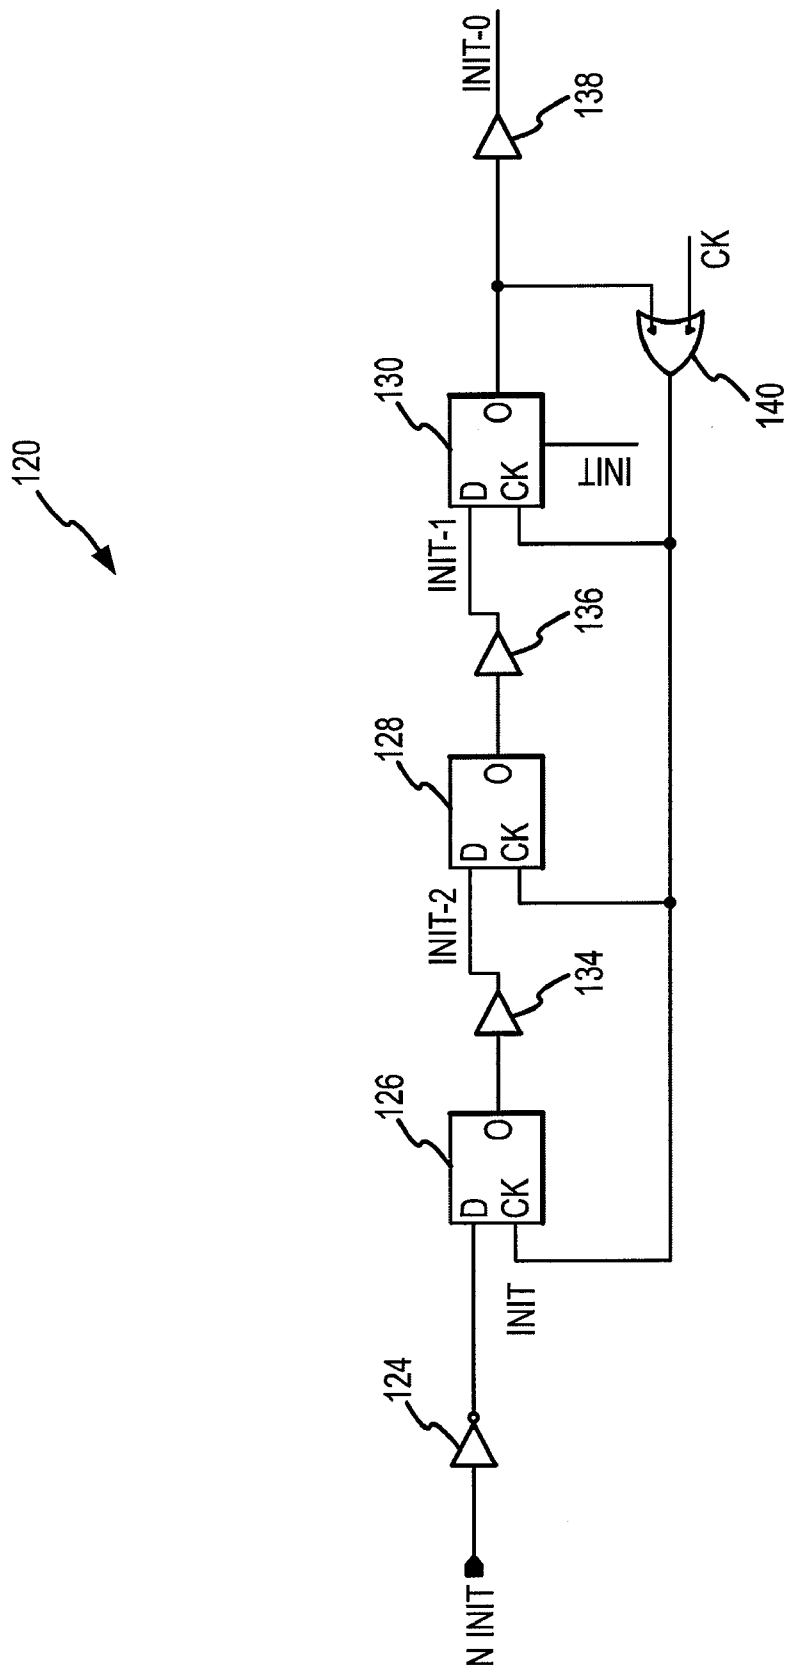 120
N INIT
124
INIT
D
CK
O
126
134
INIT-2
D
CK
O
128
136
INIT-1
D
CK
O
130
INIT
138
INIT-0
CK
140